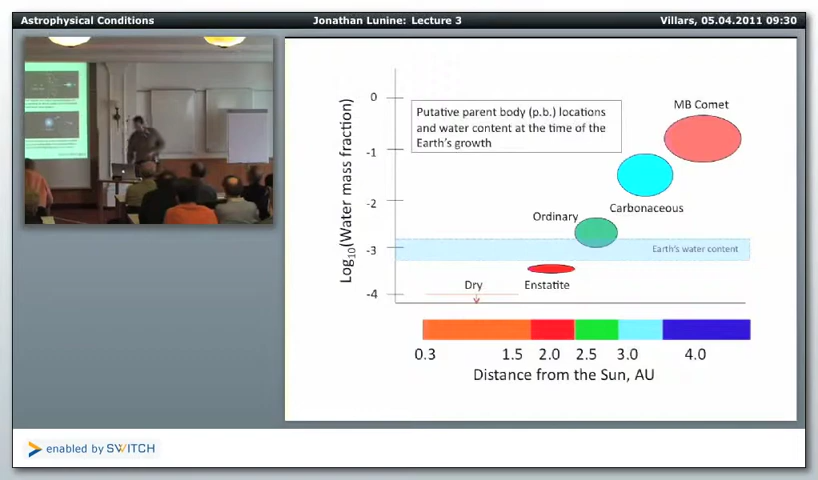 Astrophysical Conditions
Jonathan Lunine: Lecture 3
Villars, 05.04.2011 09:30
Putative parent body (p.b.) locations
and water content at the time of the
Earth's growth
MB Comet
Carbonaceous
Ordinary
Earth's water content
Enstatite
Dry
Log10(Water mass fraction)
0
-1
-2
-3
-4
0.3 1.5 2.0 2.5 3.0 4.0
Distance from the Sun, AU
enabled by SWITCH